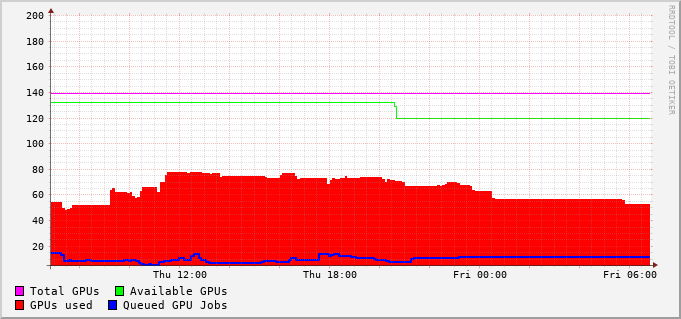 200
180
160
140
120
100
80
60
40
20
Thu 12:00 Thu 18:00 Fri 00:00 Fri 06:00
Total GPUs Available GPUs
GPUs used Queued GPU Jobs
RRDTOOL / TOBI OETIKER